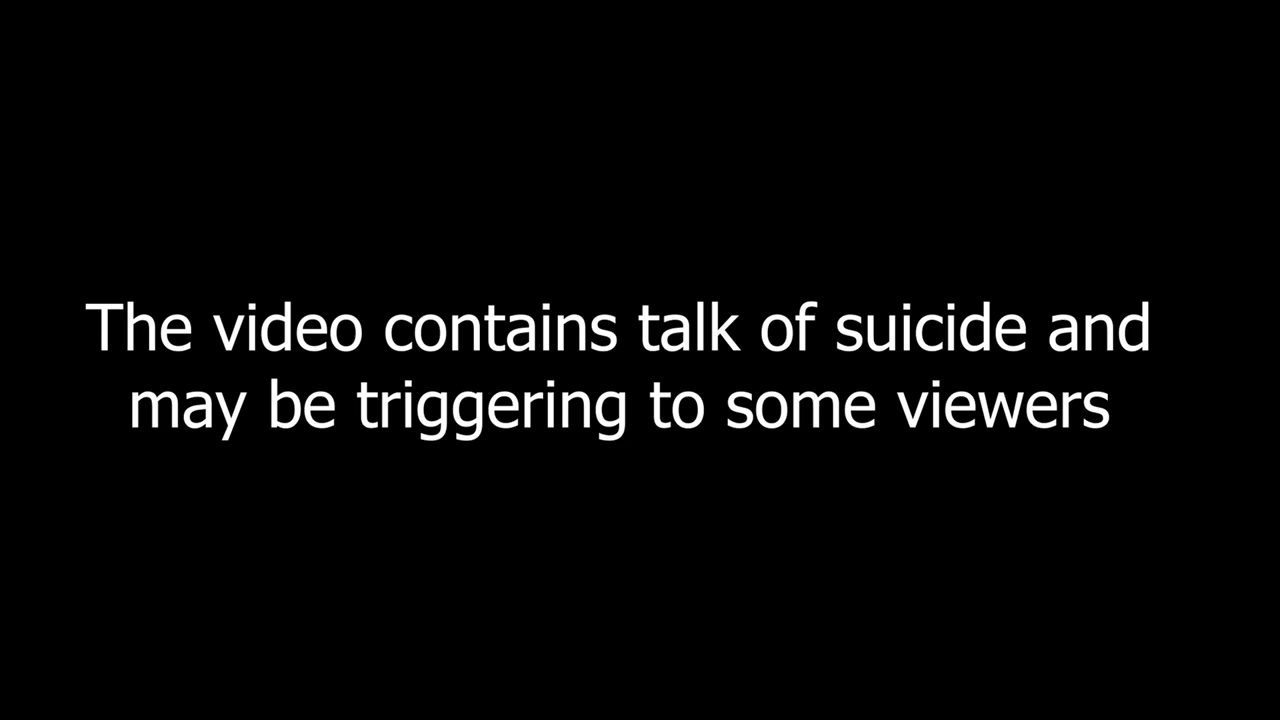 The video contains talk of suicide and
may be triggering to some viewers